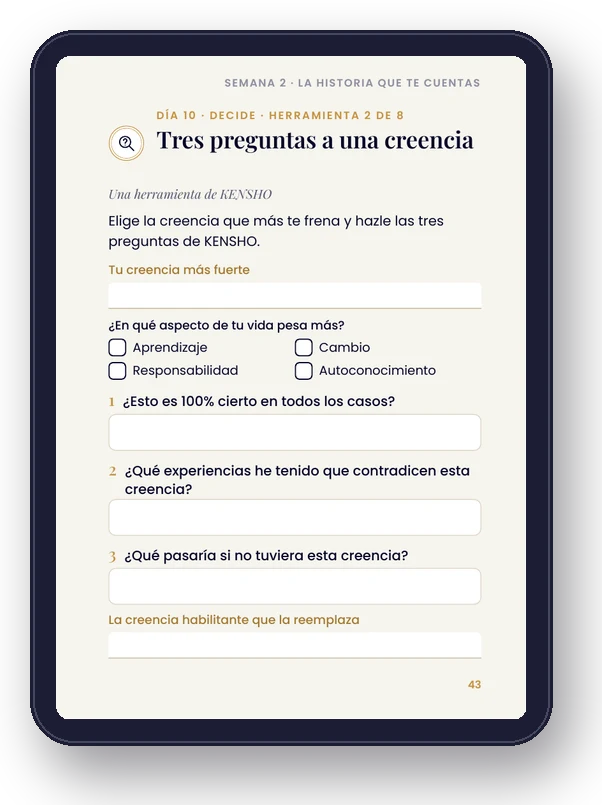 SEMANA 2 · LA HISTORIA QUE TE CUENTAS
DÍA 10 · DECIDE · HERRAMIENTA 2 DE 8
Tres preguntas a una creencia
Una herramienta de KENSHO
Elige la creencia que más te frena y hazle las tres
preguntas de KENSHO.
Tu creencia más fuerte
¿En qué aspecto de tu vida pesa más?
Aprendizaje
Cambio
Responsabilidad
Autoconocimiento
1 ¿Esto es 100% cierto en todos los casos?
2 ¿Qué experiencias he tenido que contradicen esta
creencia?
3 ¿Qué pasaría si no tuviera esta creencia?
La creencia habilitante que la reemplaza
43